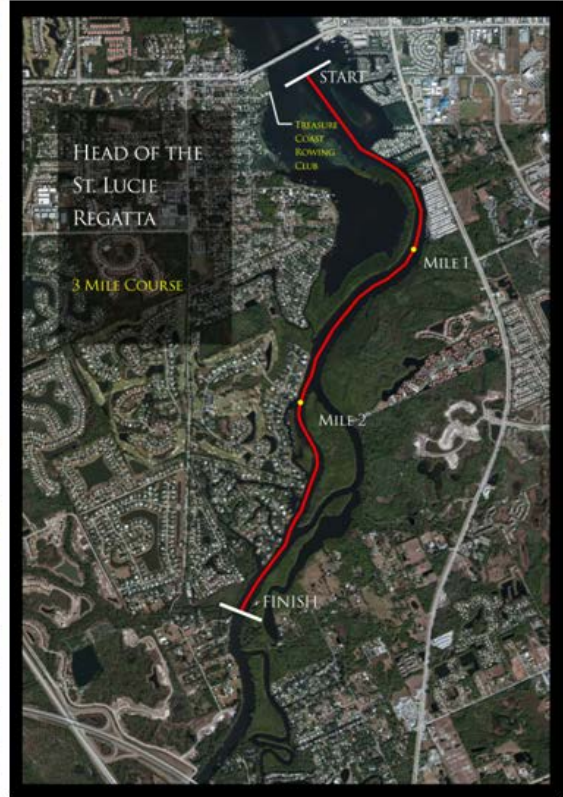 START
TREASURE
COAST
ROWING
CLUB
HEAD OF THE
ST. LUCIE
REGATTA
3 MILE COURSE
MILE 1
MILE 2
FINISH